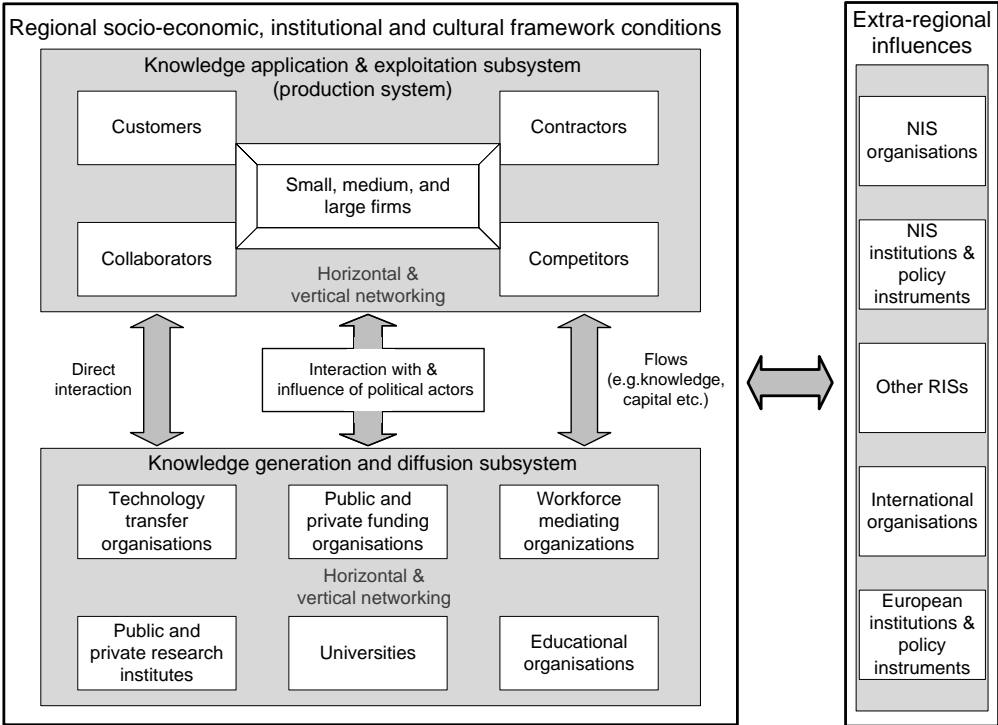 Regional socio-economic, institutional and cultural framework conditions
Knowledge application & exploitation subsystem
(production system)
Customers
Contractors
Small, medium, and
large firms
Collaborators
Competitors
Horizontal &
vertical networking
Direct
interaction
Interaction with &
influence of political actors
Flows
(e.g.knowledge,
capital etc.)
Knowledge generation and diffusion subsystem
Technology
transfer
organisations
Public and
private funding
organisations
Workforce
mediating
organizations
Horizontal &
vertical networking
Public and
private research
institutes
Universities
Educational
organisations
Extra-regional
influences
NIS
organisations
NIS
institutions &
policy
instruments
Other RISs
International
organisations
European
institutions &
policy
instruments